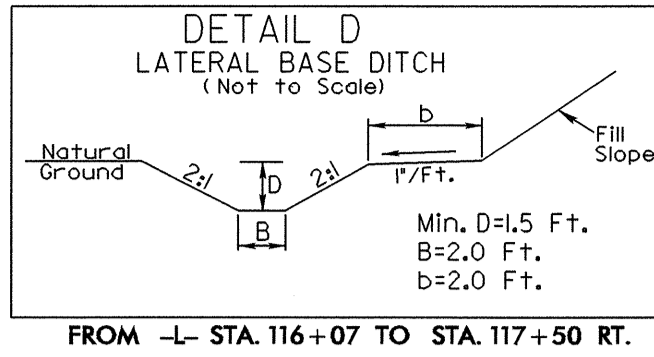 DETAIL D
LATERAL BASE DITCH
(Not to Scale)
b
Natural
Ground
2:1
D
2:1
1"/Ft.
Fill
Slope
B
Min. D=1.5 Ft.
B=2.0 Ft.
b=2.0 Ft.
FROM -L- STA. 116+07 TO STA. 117+50 RT.